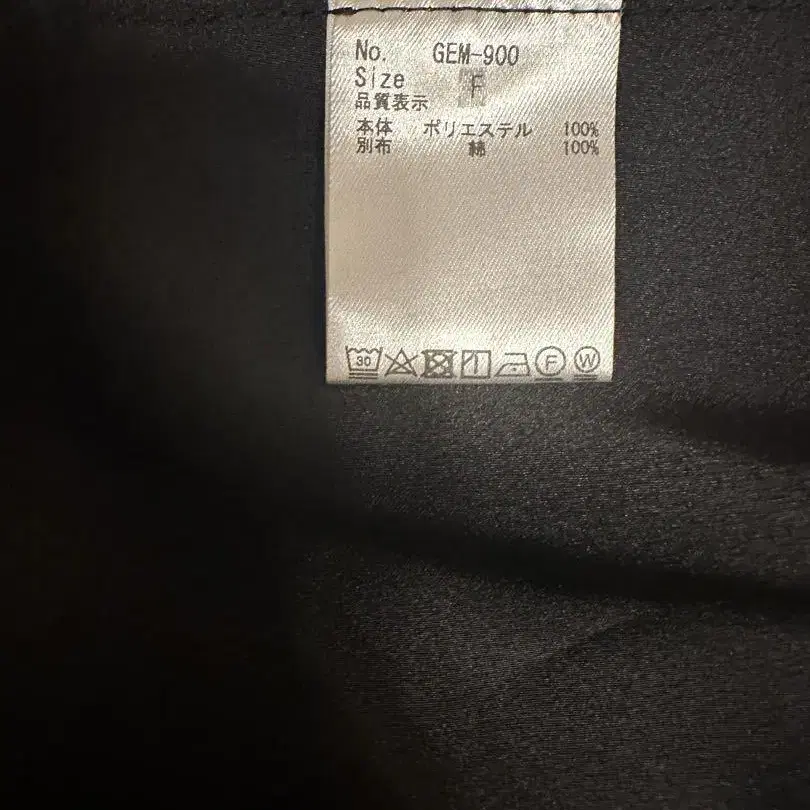 No. GEM-900
Size F
品質表示
本体 ポリエステル 100%
別布 綿 100%
30 F W